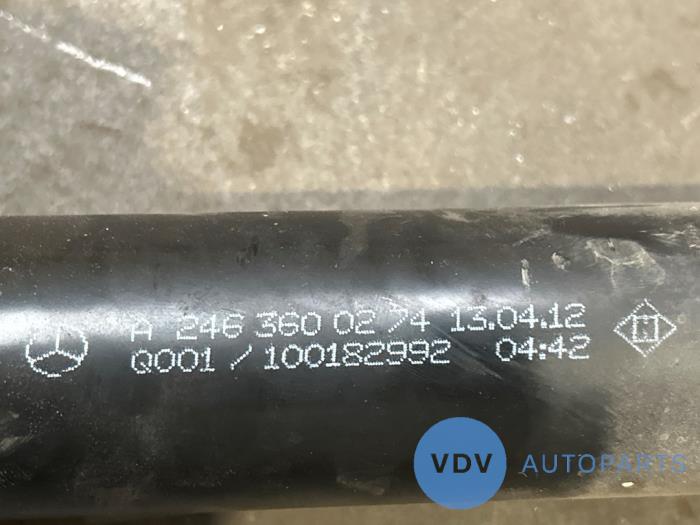 A 246 360 02 74 13.04.12
Q001 / 100182992 04:42
VDV AUTOPARTS